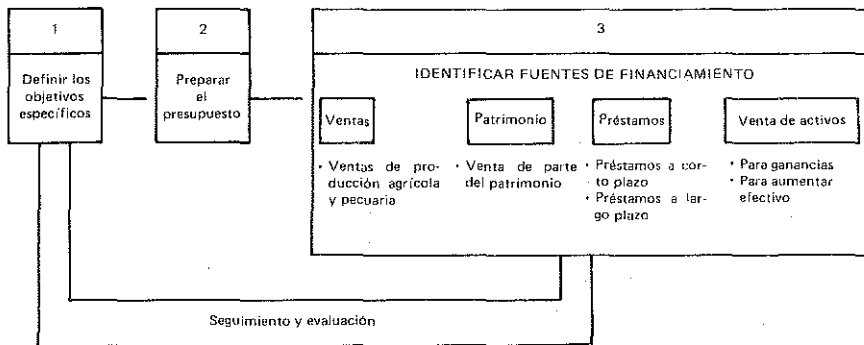 1
Definir los
objetivos
específicos
2
Preparar
el
presupuesto
3
IDENTIFICAR FUENTES DE FINANCIAMIENTO
Ventas
• Ventas de pro-
ducción agrícola
y pecuaria
Patrimonio
• Venta de parte
del patrimonio
Préstamos
• Préstamos a cor-
to plazo
• Préstamos a lar-
go plazo
Venta de activos
• Para ganancias
• Para aumentar
efectivo
Seguimiento y evaluación